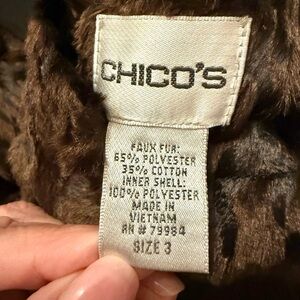 CHICO'S
FAUX FUR:
65% POLYESTER
35% COTTON
INNER SHELL:
100% POLYESTER
MADE IN
VIETNAM
RN # 79984
SIZE 3